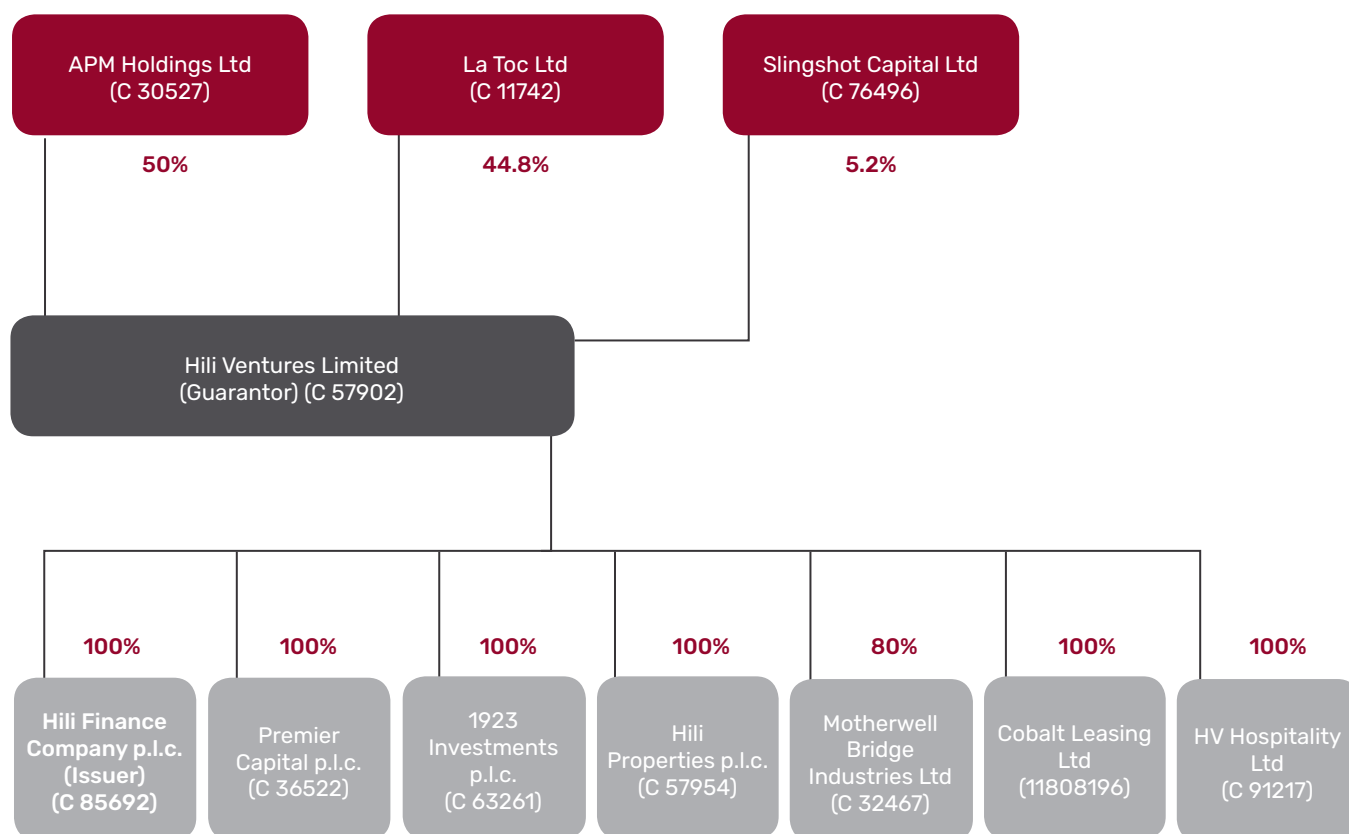 APM Holdings Ltd
(C 30527)
La Toc Ltd
(C 11742)
Slingshot Capital Ltd
(C 76496)
50%
44.8%
5.2%
Hili Ventures Limited
(Guarantor) (C 57902)
100%
100%
100%
100%
80%
100%
100%
Hili Finance
Company p.l.c.
(Issuer)
(C 85692)
Premier
Capital p.l.c.
(C 36522)
1923
Investments
p.l.c.
(C 63261)
Hili
Properties p.l.c.
(C 57954)
Motherwell
Bridge
Industries Ltd
(C 32467)
Cobalt Leasing
Ltd
(11808196)
HV Hospitality
Ltd
(C 91217)